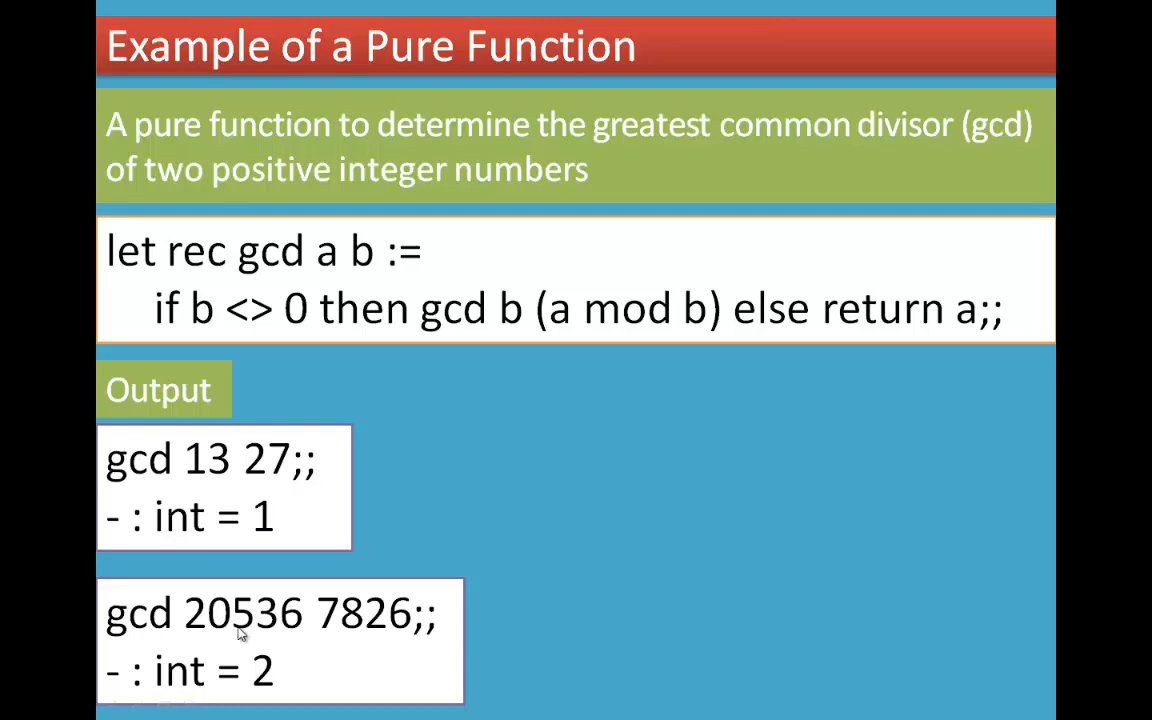 Example of a Pure Function
A pure function to determine the greatest common divisor (gcd)
of two positive integer numbers
let rec gcd a b :=
if b <> 0 then gcd b (a mod b) else return a;;
Output
gcd 13 27;;
- : int = 1
gcd 20536 7826;;
- : int = 2